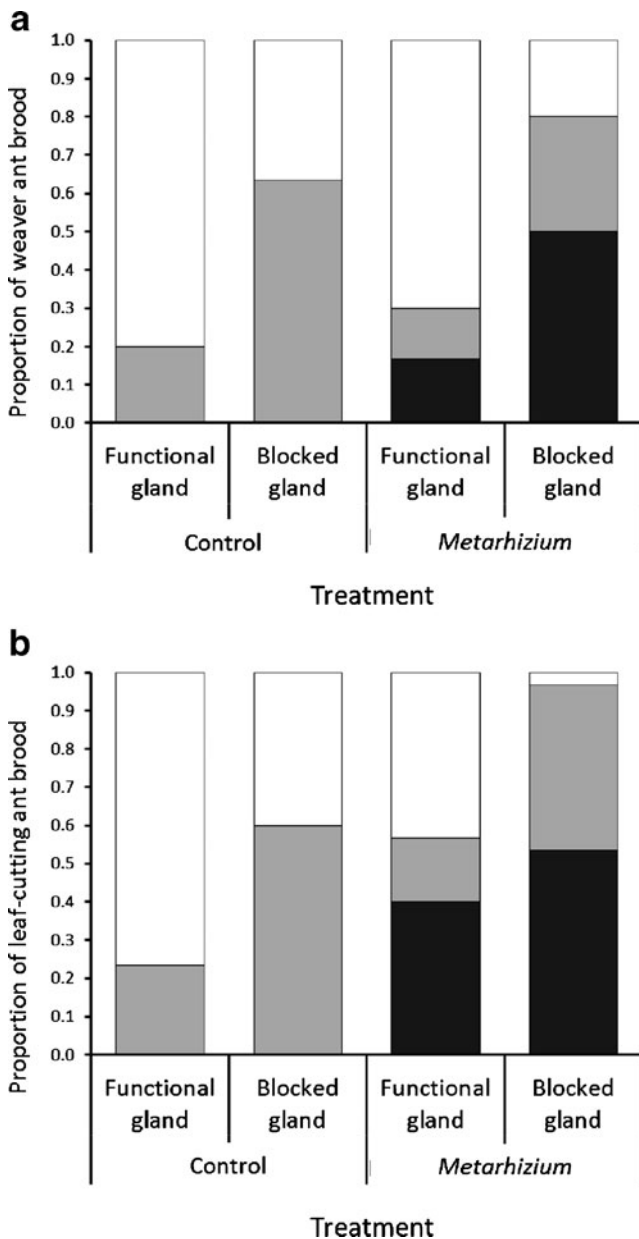 a
Proportion of weaver ant brood
1.0
0.9
0.8
0.7
0.6
0.5
0.4
0.3
0.2
0.1
0.0
Functional gland Blocked gland Functional gland Blocked gland
Control Metarhizium
Treatment
b
Proportion of leaf-cutting ant brood
1.0
0.9
0.8
0.7
0.6
0.5
0.4
0.3
0.2
0.1
0.0
Functional gland Blocked gland Functional gland Blocked gland
Control Metarhizium
Treatment